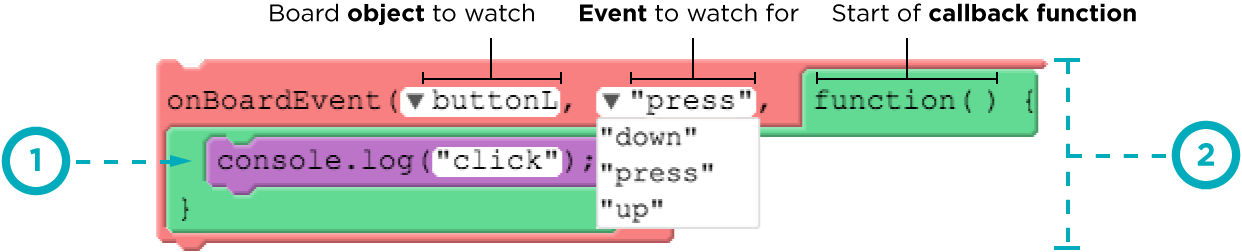 Board object to watch Event to watch for Start of callback function
onBoardEvent(▼buttonL, ▼"press", function() {
"down"
1 console.log("click"); "press" 2
"up"
}